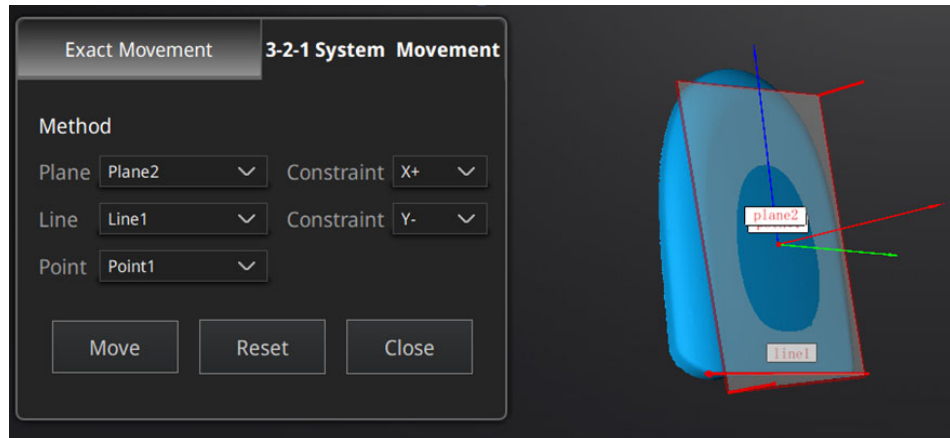 Exact Movement
3-2-1 System Movement
Method
Plane Plane2 Constraint X+
Line Line1 Constraint Y-
Point Point1
Move Reset Close
plane2
line1